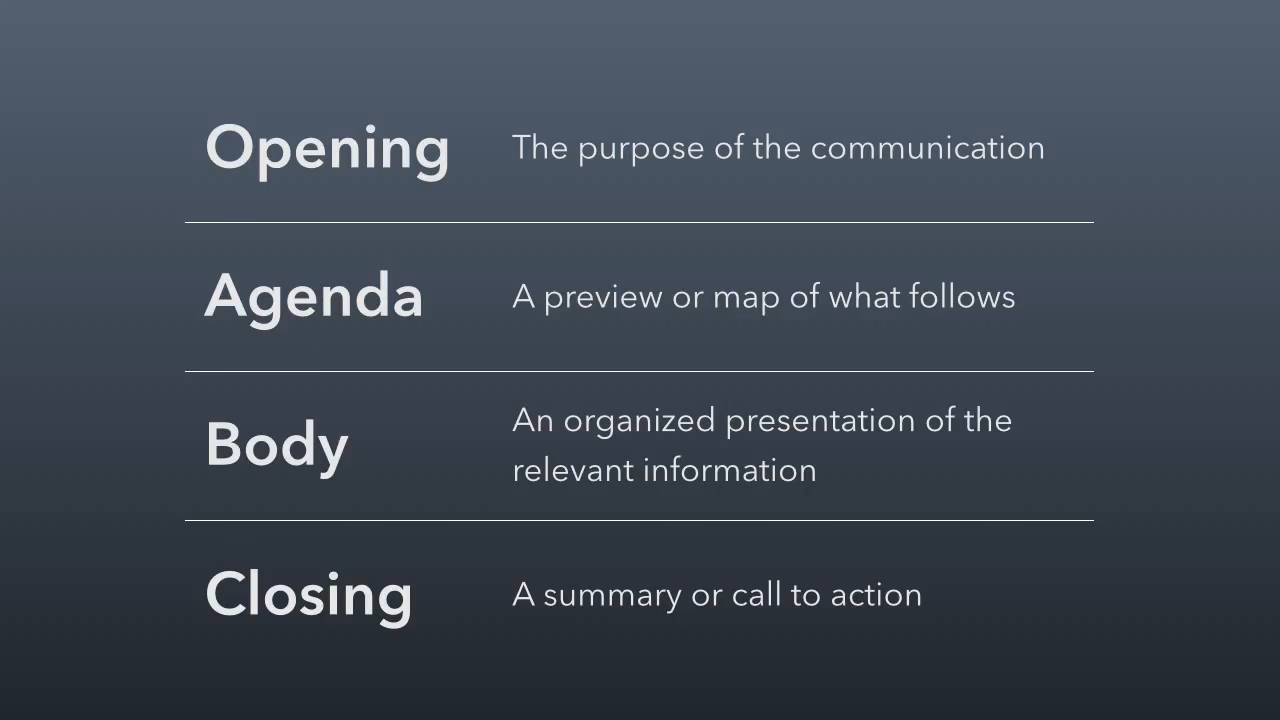 Opening
The purpose of the communication
Agenda
A preview or map of what follows
Body
An organized presentation of the
relevant information
Closing
A summary or call to action